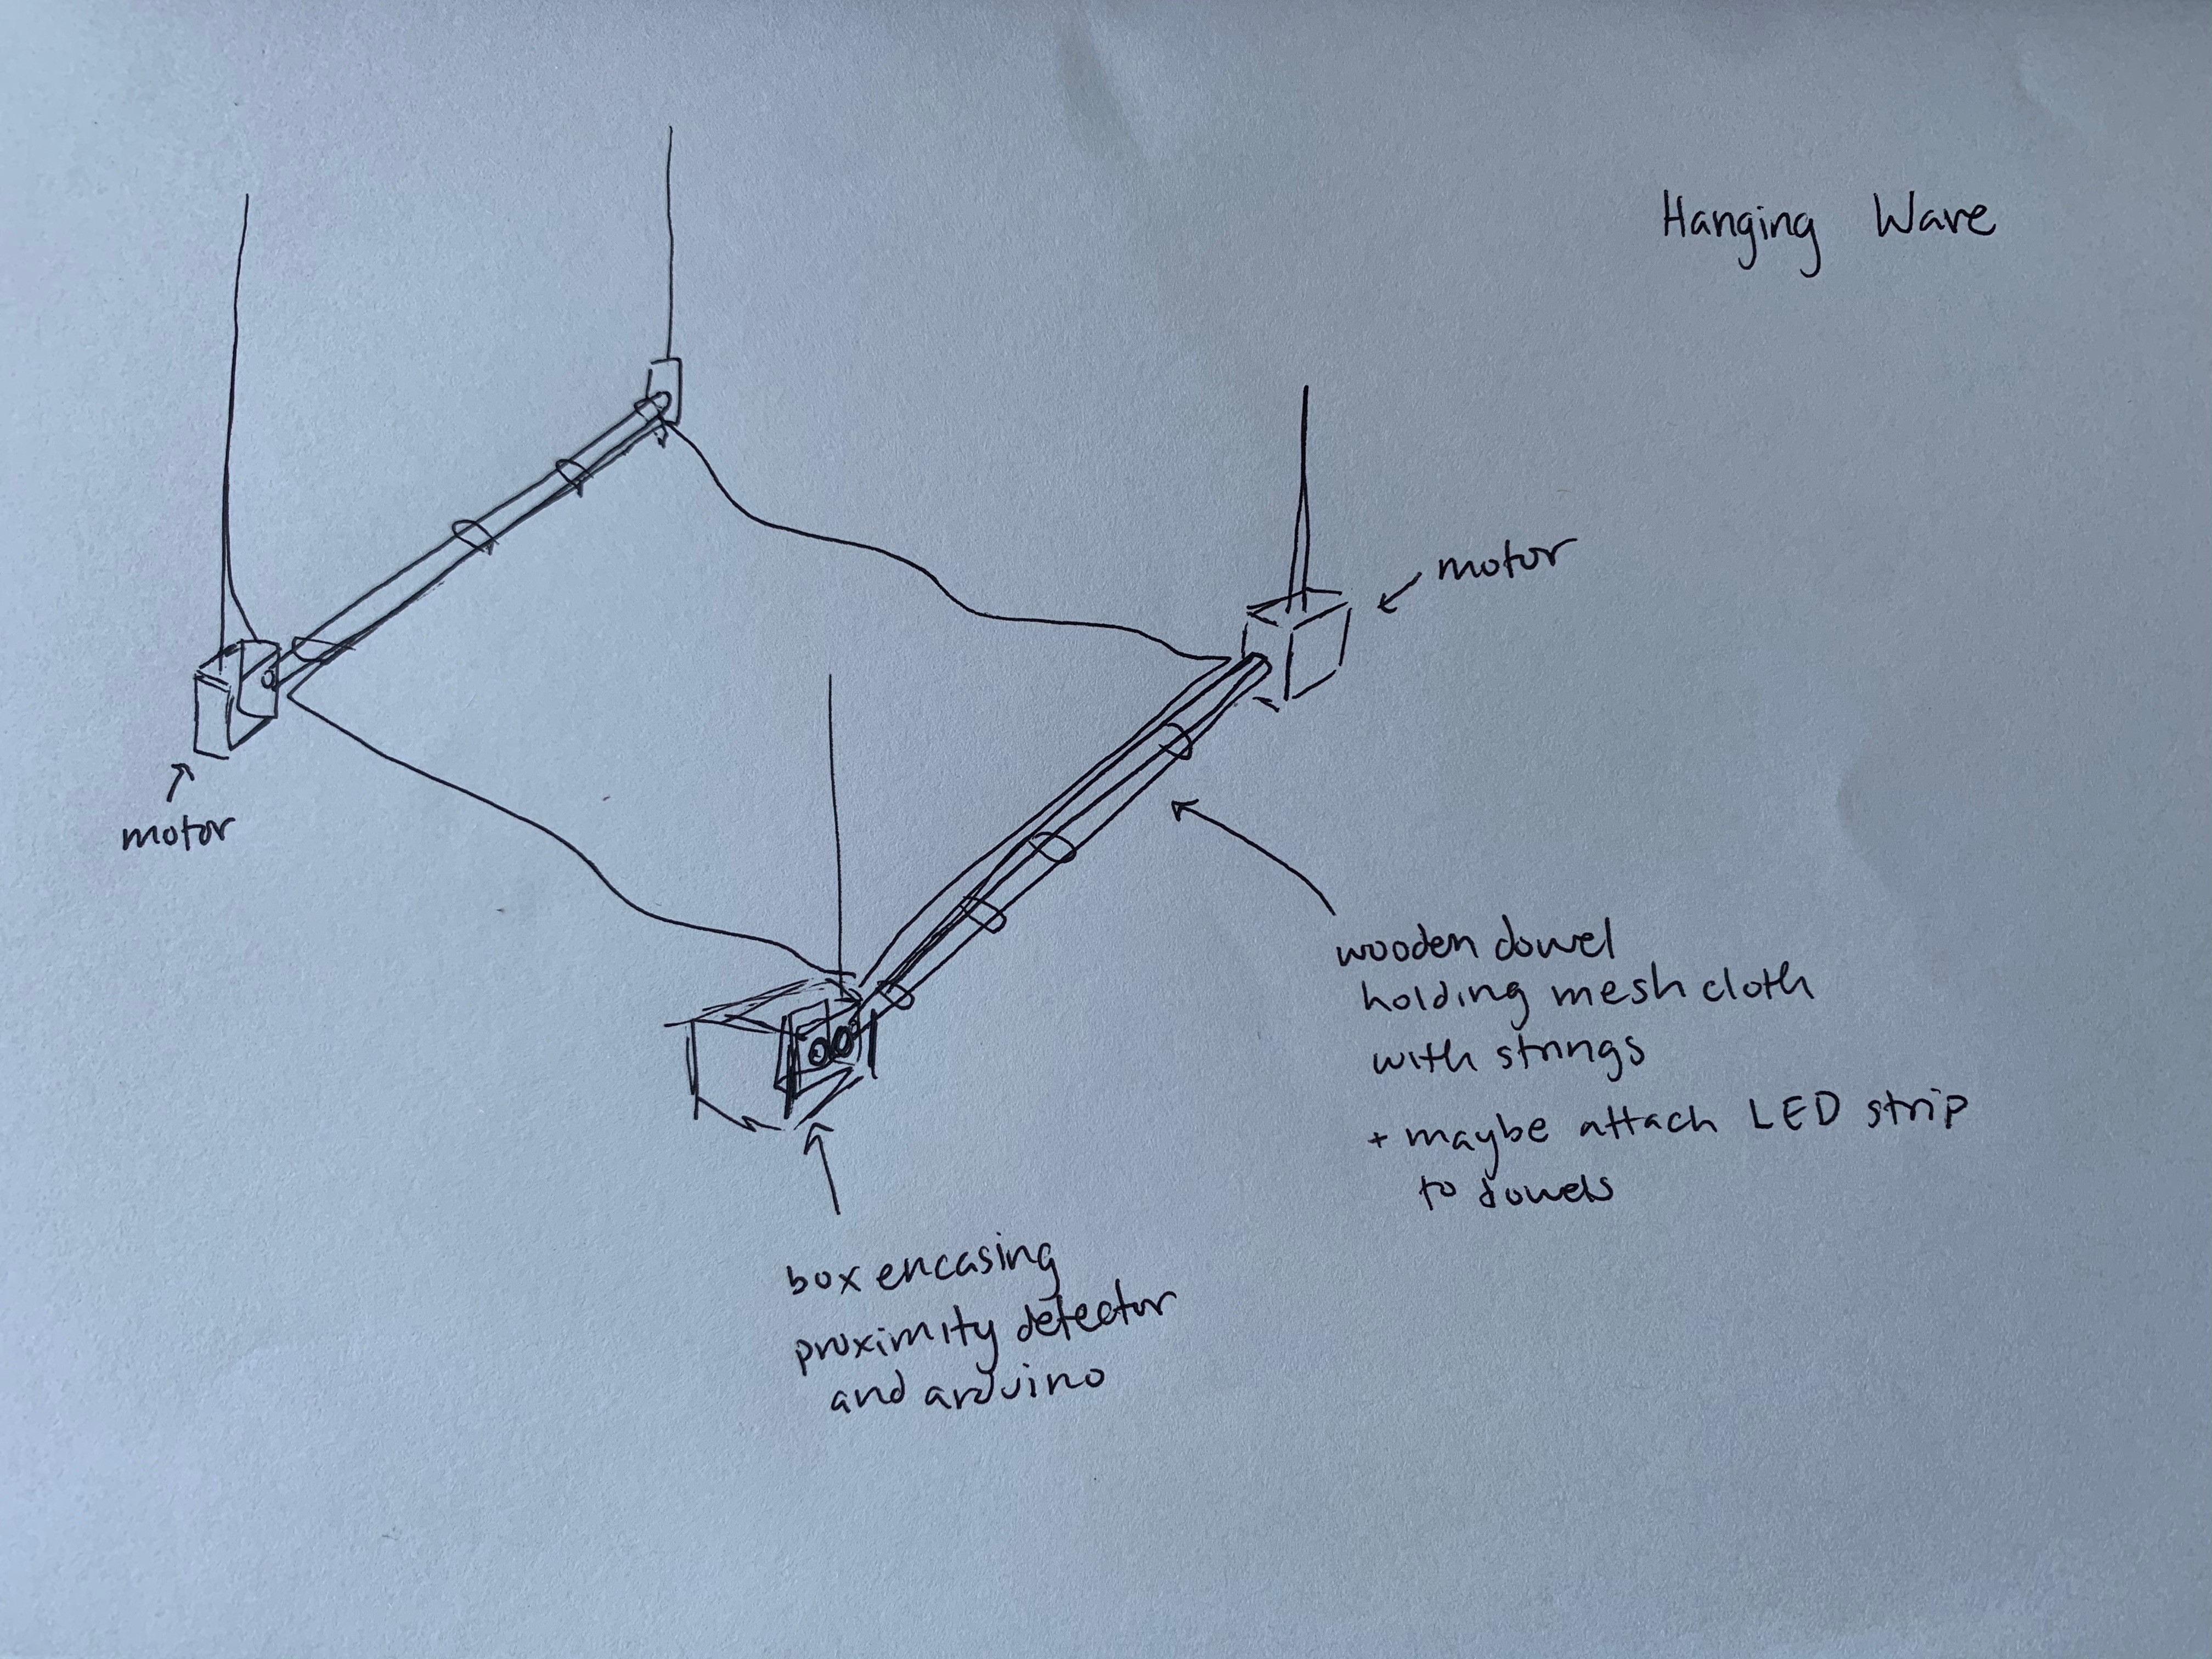 Hanging Wave
motor
motor
wooden dowel
holding mesh cloth
with strings
+ maybe attach LED strip
to dowels
box encasing
proximity detector
and arduino